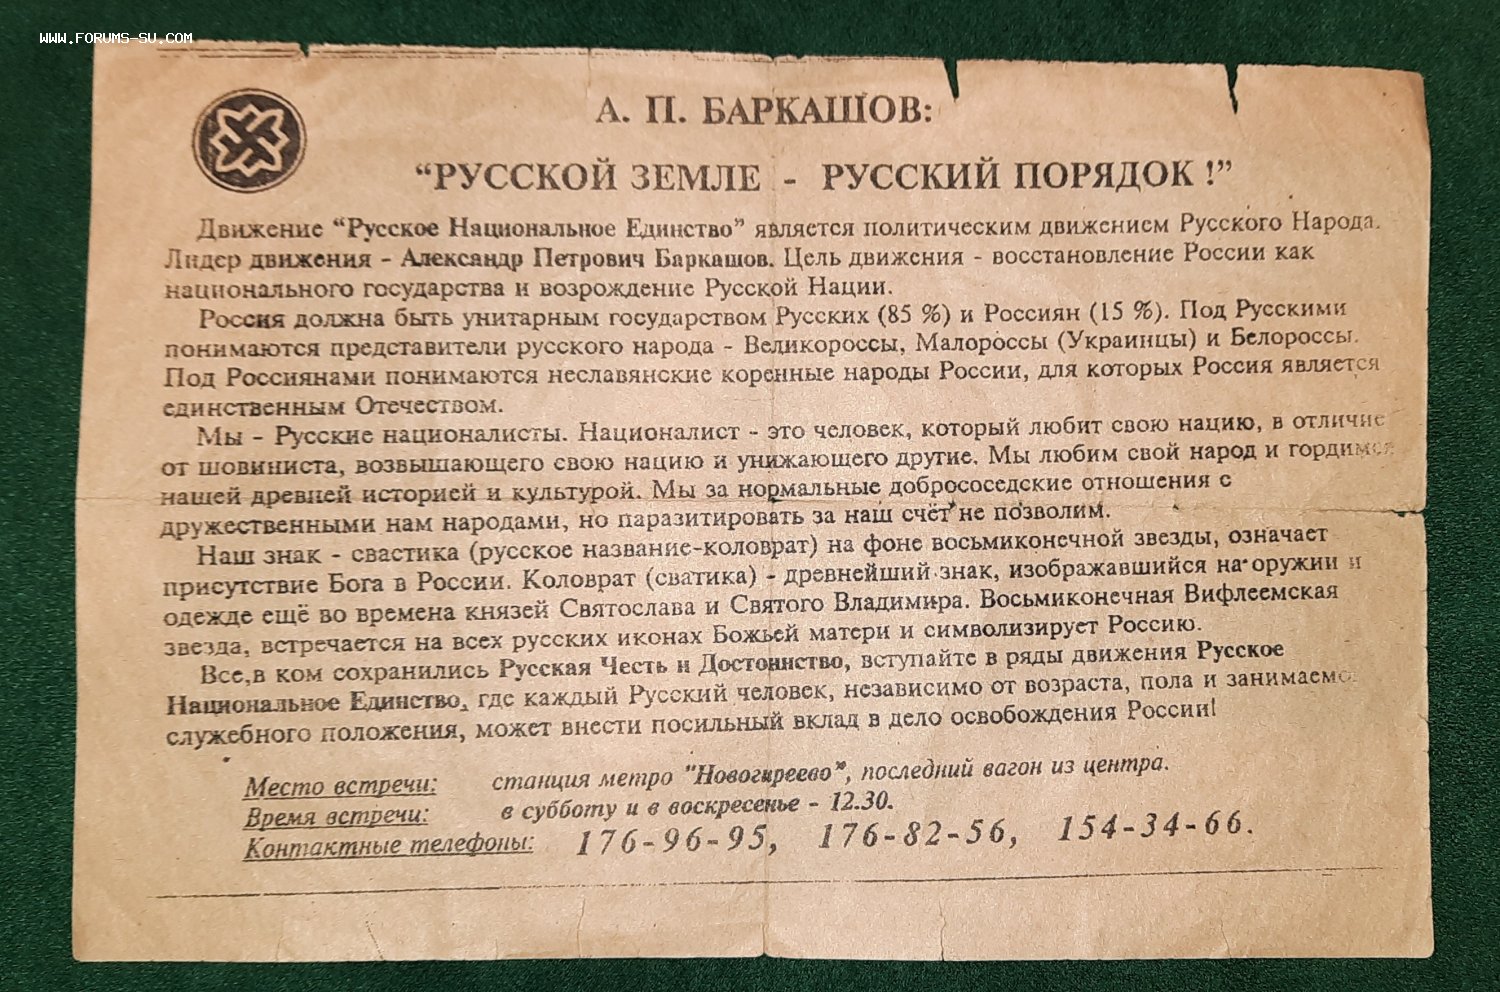 WWW.FORUMS-SU.COM
А. П. БАРКАШОВ:
“РУССКОЙ ЗЕМЛЕ - РУССКИЙ ПОРЯДОК !”
Движение “Русское Национальное Единство” является политическим движением Русского Народа.
Лидер движения - Александр Петрович Баркашов. Цель движения - восстановление России как
национального государства и возрождение Русской Нации.
Россия должна быть унитарным государством Русских (85 %) и Россиян (15 %). Под Русскими
понимаются представители русского народа - Великороссы, Малороссы (Украинцы) и Белороссы.
Под Россиянами понимаются неславянские коренные народы России, для которых Россия является
единственным Отечеством.
Мы - Русские националисты. Националист - это человек, который любит свою нацию, в отличие
от шовиниста, возвышающего свою нацию и унижающего другие. Мы любим свой народ и гордимся
нашей древней историей и культурой. Мы за нормальные добрососедские отношения с
дружественными нам народами, но паразитировать за наш счёт не позволим.
Наш знак - свастика (русское название-коловрат) на фоне восьмиконечной звезды, означает
присутствие Бога в России. Коловрат (сватика) - древнейший знак, изображавшийся на оружии и
одежде ещё во времена князей Святослава и Святого Владимира. Восьмиконечная Вифлеемская
звезда, встречается на всех русских иконах Божьей матери и символизирует Россию.
Все,в ком сохранились Русская Честь и Достоинство, вступайте в ряды движения Русское
Национальное Единство, где каждый Русский человек, независимо от возраста, пола и занимаемо
служебного положения, может внести посильный вклад в дело освобождения России!
Место встречи: станция метро "Новогиреево", последний вагон из центра.
Время встречи: в субботу и в воскресенье - 12.30.
Контактные телефоны: 176-96-95, 176-82-56, 154-34-66.